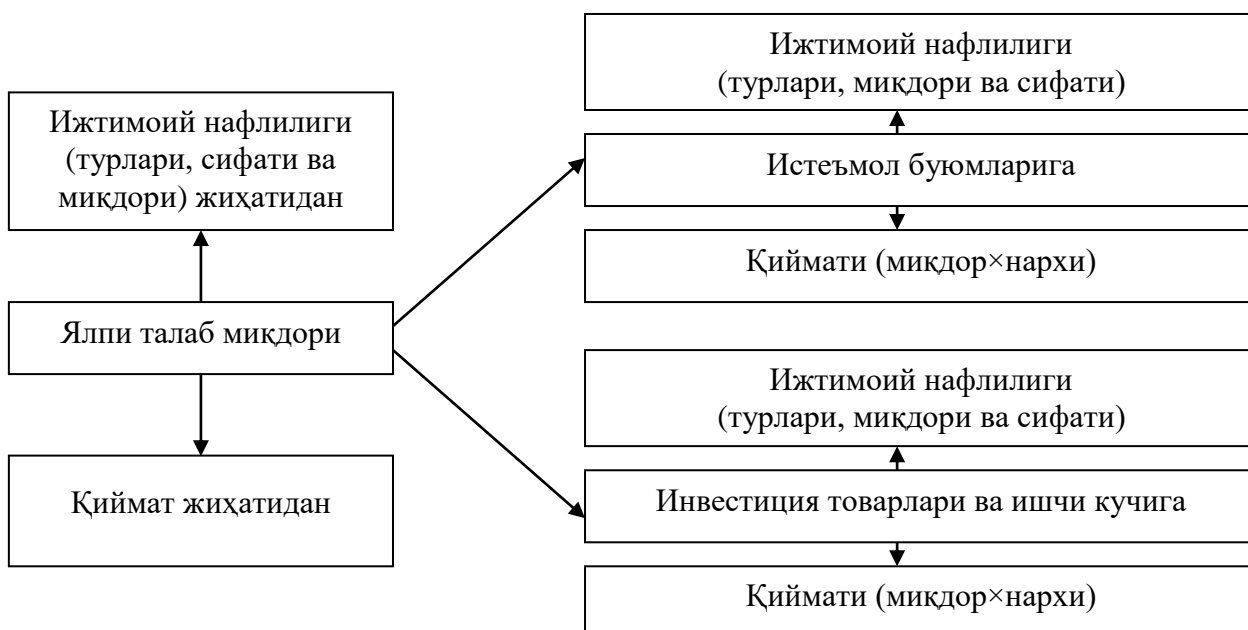 Ижтимоий нафлилиги
(турлари, сифати ва
миқдори) жиҳатидан
Ялпи талаб миқдори
Қиймат жиҳатидан
Ижтимоий нафлилиги
(турлари, миқдори ва сифати)
Истеъмол буюмларига
Қиймати (миқдор×нархи)
Ижтимоий нафлилиги
(турлари, миқдори ва сифати)
Инвестиция товарлари ва ишчи кучига
Қиймати (миқдор×нархи)